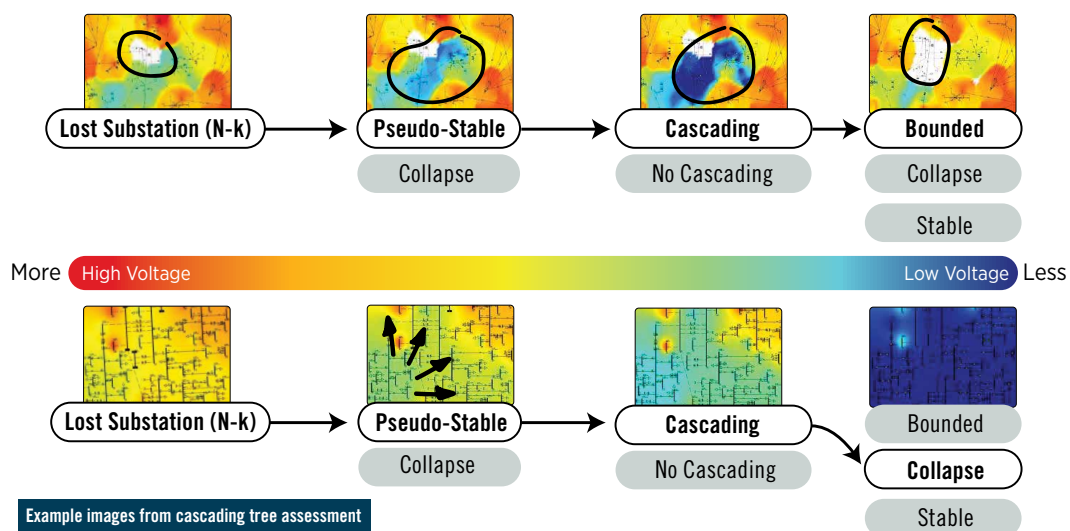 Lost Substation (N-k)
Pseudo-Stable
Cascading
Bounded
Collapse
No Cascading
Collapse
Stable
More
High Voltage
Low Voltage
Less
Lost Substation (N-k)
Pseudo-Stable
Cascading
Bounded
Collapse
No Cascading
Collapse
Stable
Example images from cascading tree assessment